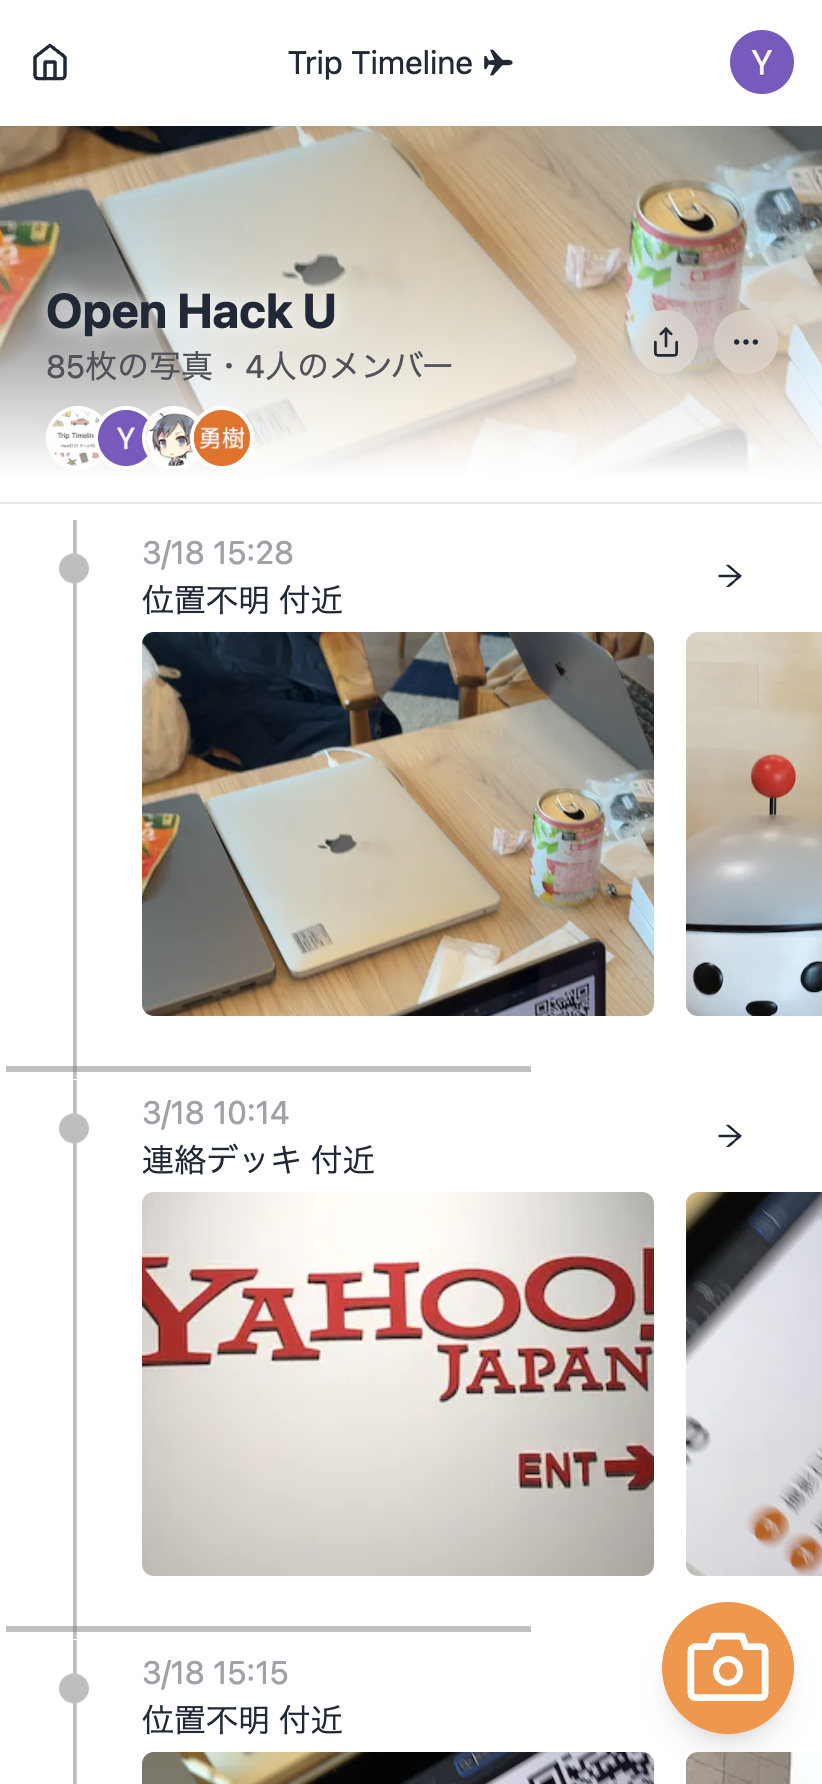 Trip Timeline
Y
Open Hack U
85枚の写真・4人のメンバー
Trip Timelin
Y
勇樹
3/18 15:28
位置不明 付近
3/18 10:14
連絡デッキ 付近
YAHOO!
JAPAN
ENT
3/18 15:15
位置不明 付近